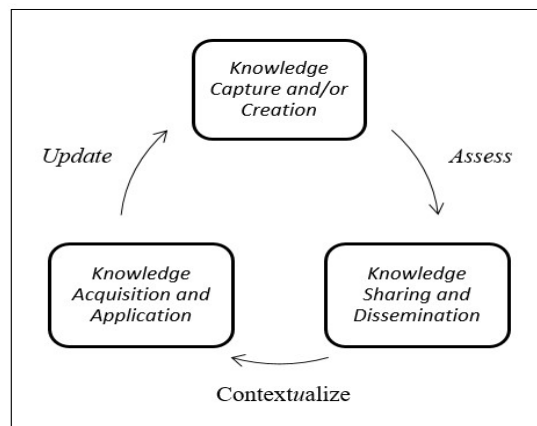 Knowledge
Capture and/or
Creation
Update
Assess
Knowledge
Acquisition and
Application
Knowledge
Sharing and
Dissemination
Contextualize